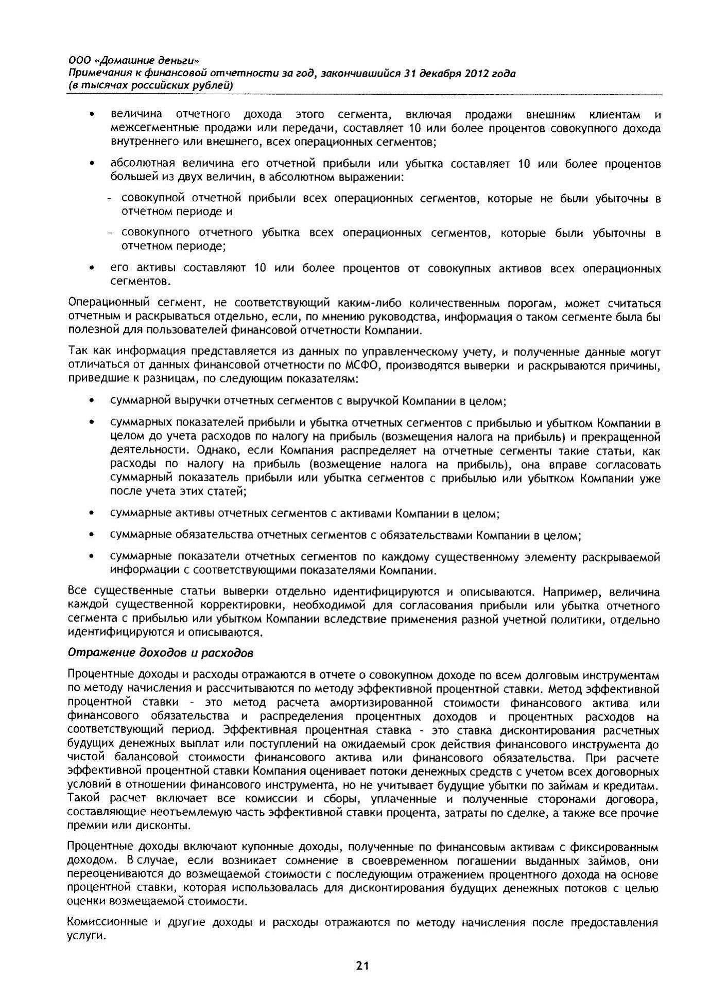 ООО «Домашние деньги»
Примечания к финансовой отчетности за год, закончившийся 31 декабря 2012 года
(в тысячах российских рублей)
• величина отчетного дохода этого сегмента, включая продажи внешним клиентам и
межсегментные продажи или передачи, составляет 10 или более процентов совокупного дохода
внутреннего или внешнего, всех операционных сегментов;
• абсолютная величина его отчетной прибыли или убытка составляет 10 или более процентов
большей из двух величин, в абсолютном выражении:
- совокупной отчетной прибыли всех операционных сегментов, которые не были убыточны в
отчетном периоде и
- совокупного отчетного убытка всех операционных сегментов, которые были убыточны в
отчетном периоде;
• его активы составляют 10 или более процентов от совокупных активов всех операционных
сегментов.
Операционный сегмент, не соответствующий каким-либо количественным порогам, может считаться
отчетным и раскрываться отдельно, если, по мнению руководства, информация о таком сегменте была бы
полезной для пользователей финансовой отчетности Компании.
Так как информация представляется из данных по управленческому учету, и полученные данные могут
отличаться от данных финансовой отчетности по МСФО, производятся выверки и раскрываются причины,
приведшие к разницам, по следующим показателям:
• суммарной выручки отчетных сегментов с выручкой Компании в целом;
• суммарных показателей прибыли и убытка отчетных сегментов с прибылью и убытком Компании в
целом до учета расходов по налогу на прибыль (возмещения налога на прибыль) и прекращенной
деятельности. Однако, если Компания распределяет на отчетные сегменты такие статьи, как
расходы по налогу на прибыль (возмещение налога на прибыль), она вправе согласовать
суммарный показатель прибыли или убытка сегментов с прибылью или убытком Компании уже
после учета этих статей;
• суммарные активы отчетных сегментов с активами Компании в целом;
• суммарные обязательства отчетных сегментов с обязательствами Компании в целом;
• суммарные показатели отчетных сегментов по каждому существенному элементу раскрываемой
информации с соответствующими показателями Компании.
Все существенные статьи выверки отдельно идентифицируются и описываются. Например, величина
каждой существенной корректировки, необходимой для согласования прибыли или убытка отчетного
сегмента с прибылью или убытком Компании вследствие применения разной учетной политики, отдельно
идентифицируются и описываются.
Отражение доходов и расходов
Процентные доходы и расходы отражаются в отчете о совокупном доходе по всем долговым инструментам
по методу начисления и рассчитываются по методу эффективной процентной ставки. Метод эффективной
процентной ставки - это метод расчета амортизированной стоимости финансового актива или
финансового обязательства и распределения процентных доходов и процентных расходов на
соответствующий период. Эффективная процентная ставка - это ставка дисконтирования расчетных
будущих денежных выплат или поступлений на ожидаемый срок действия финансового инструмента до
чистой балансовой стоимости финансового актива или финансового обязательства. При расчете
эффективной процентной ставки Компания оценивает потоки денежных средств с учетом всех договорных
условий в отношении финансового инструмента, но не учитывает будущие убытки по займам и кредитам.
Такой расчет включает все комиссии и сборы, уплаченные и полученные сторонами договора,
составляющие неотъемлемую часть эффективной ставки процента, затраты по сделке, а также все прочие
премии или дисконты.
Процентные доходы включают купонные доходы, полученные по финансовым активам с фиксированным
доходом. В случае, если возникает сомнение в своевременном погашении выданных займов, они
переоцениваются до возмещаемой стоимости с последующим отражением процентного дохода на основе
процентной ставки, которая использовалась для дисконтирования будущих денежных потоков с целью
оценки возмещаемой стоимости.
Комиссионные и другие доходы и расходы отражаются по методу начисления после предоставления
услуги.
21